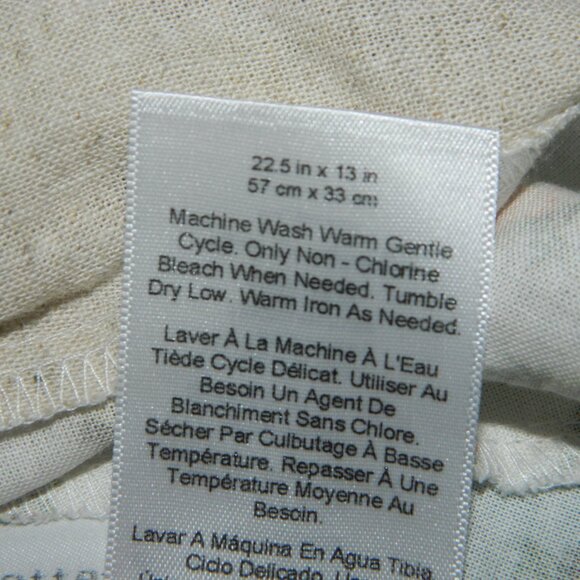 22.5 in x 13 in
57 cm x 33 cm
Machine Wash Warm Gentle
Cycle. Only Non - Chlorine
Bleach When Needed. Tumble
Dry Low. Warm Iron As Needed.
Laver À La Machine À L'Eau
Tiède Cycle Délicat. Utiliser Au
Besoin Un Agent De
Blanchiment Sans Chlore.
Sécher Par Culbutage À Basse
Température. Repasser À Une
Température Moyenne Au
Besoin.
Lavar A Máquina En Agua Tibia
Ciclo Delicado.